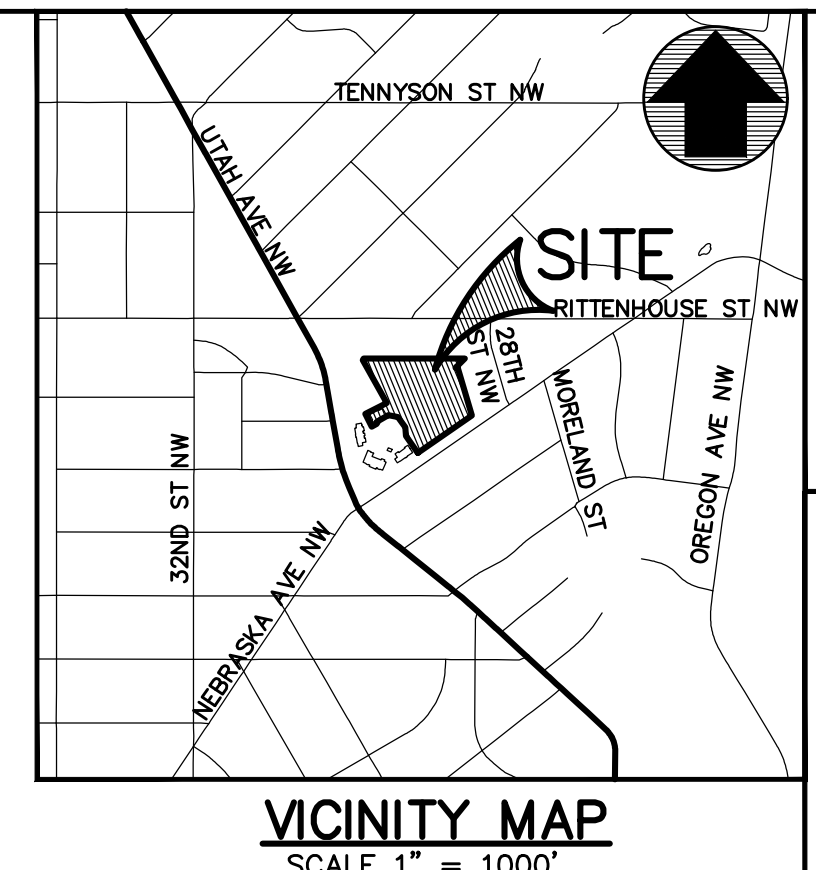 TENNYSON ST NW
UTAH AVE NW
SITE
RITTENHOUSE ST NW
28TH
ST NW
MORELAND ST
OREGON AVE NW
32ND ST NW
NEBRASKA AVE NW
VICINITY MAP
SCALE 1" = 1000'